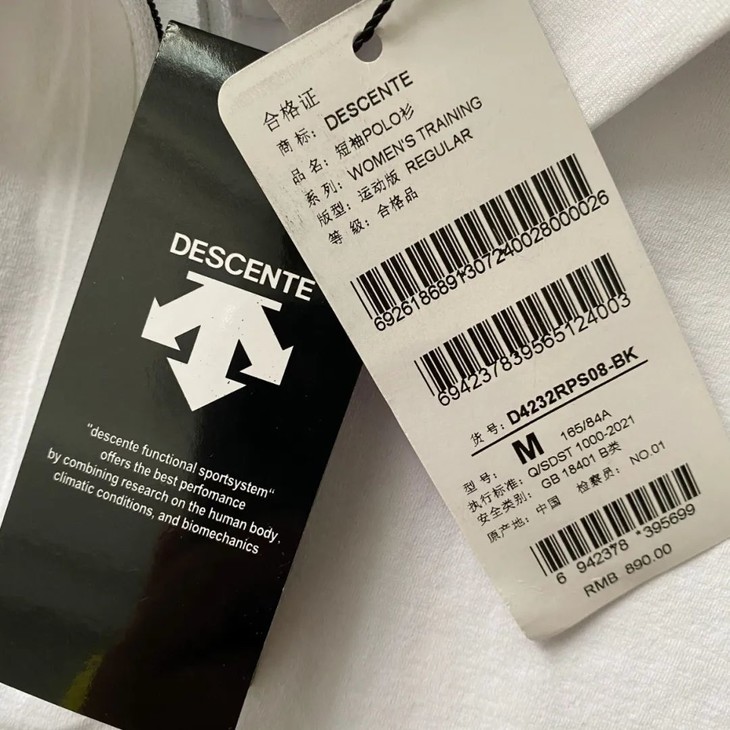 DESCENTE
"descente functional sportsystem"
offers the best perfomance
by combining research on the human body.
climatic conditions, and biomechanics
合格证
商 标: DESCENTE
品 名: 短袖POLO衫
系 列: WOMEN'S TRAINING
版型: 运动版 REGULAR
等 级: 合格品
692618689130724002800026
694237839565124003
货 号: D4232RPS08-BK
型号: M 165/84A
执行标准: Q/SDST 1000-2021
安全类别: GB 18401 B类
原产地: 中国 检察员: NO.01
6 942378 395699
RMB 890.00